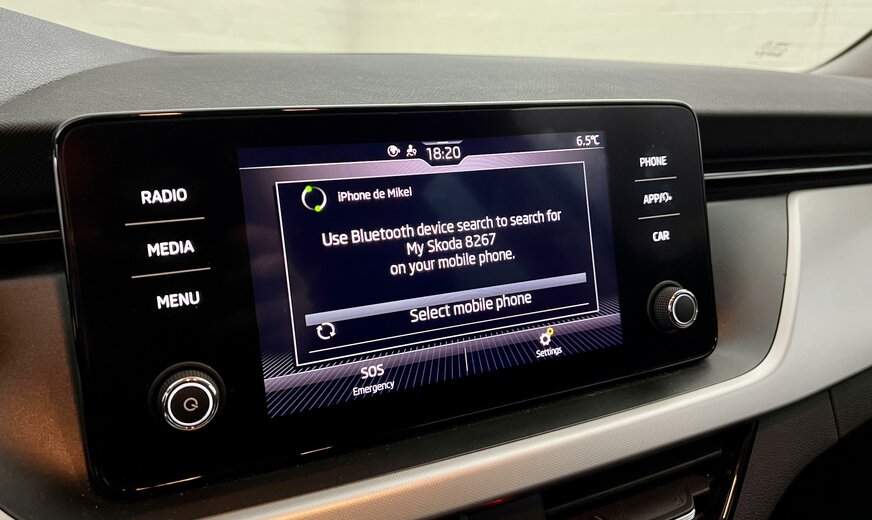 18:20
6.5°C
RADIO
MEDIA
MENU
iPhone de Mikel
Use Bluetooth device search to search for
My Skoda 8267
on your mobile phone.
Select mobile phone
SOS
Emergency
Settings
PHONE
APP/
CAR